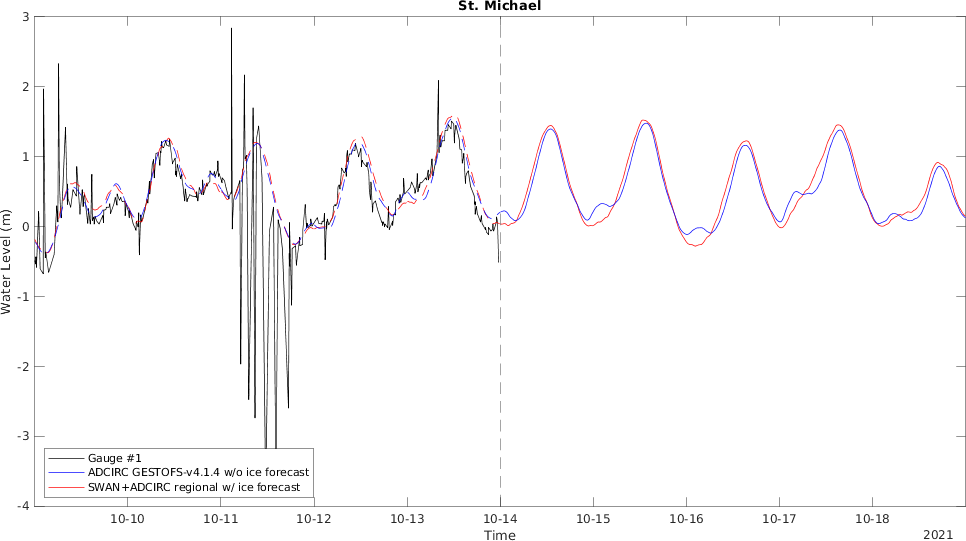 St. Michael
3
2
1
0
-1
-2
-3
-4
Water Level (m)
Gauge #1
ADCIRC GESTOFS-v4.1.4 w/o ice forecast
SWAN+ADCIRC regional w/ ice forecast
10-10 10-11 10-12 10-13 10-14 10-15 10-16 10-17 10-18
Time
2021